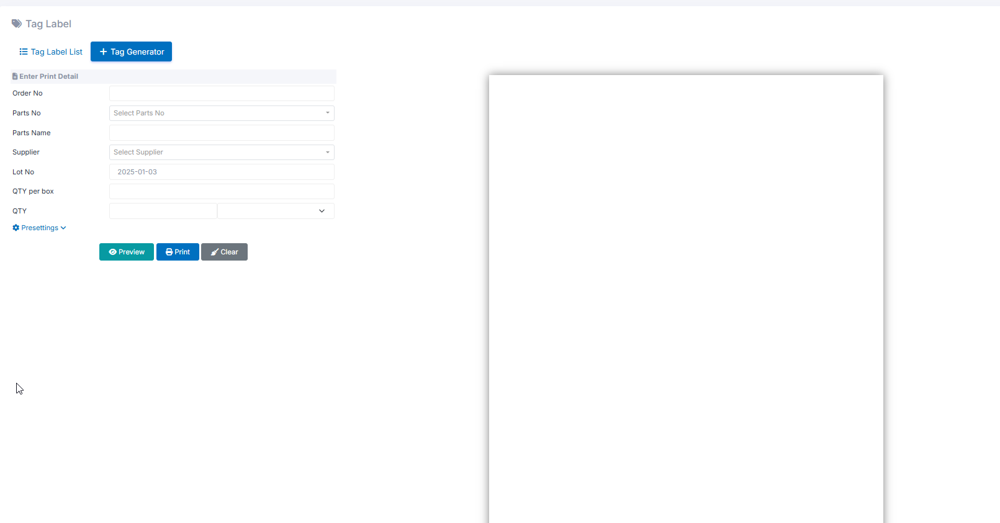 Tag Label
Tag Label List
Tag Generator
Enter Print Detail
Order No
Parts No
Select Parts No
Parts Name
Supplier
Select Supplier
Lot No
2025-01-03
QTY per box
QTY
Presettings
Preview
Print
Clear